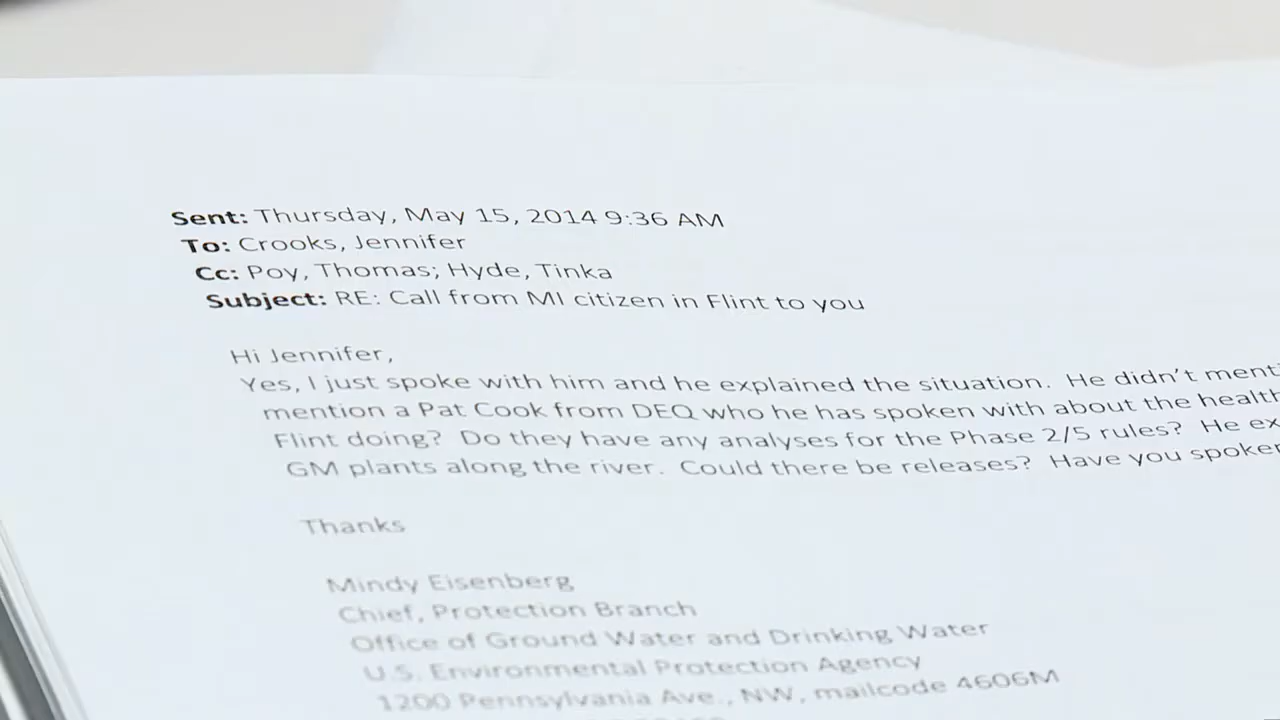 Sent: Thursday, May 15, 2014 9:36 AM
To: Crooks, Jennifer
Cc: Poy, Thomas; Hyde, Tinka
Subject: RE: Call from MI citizen in Flint to you
Hi Jennifer,
Yes, I just spoke with him and he explained the situation. He didn't menti
mention a Pat Cook from DEQ who he has spoken with about the health
Flint doing? Do they have any analyses for the Phase 2/5 rules? He ex
GM plants along the river. Could there be releases? Have you spoken
Thanks
Mindy Eisenberg
Chief, Protection Branch
Office of Ground Water and Drinking Water
U.S. Environmental Protection Agency
1200 Pennsylvania Ave., NW, mailcode 4606M